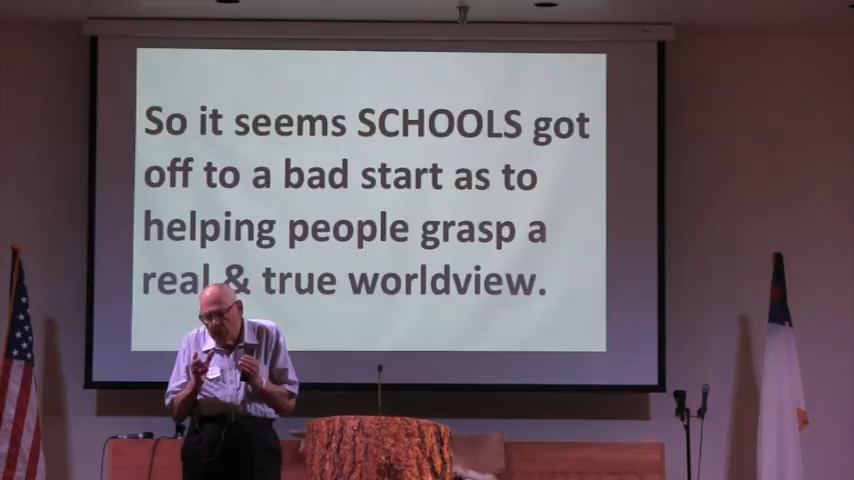 So it seems SCHOOLS got
off to a bad start as to
helping people grasp a
real & true worldview.